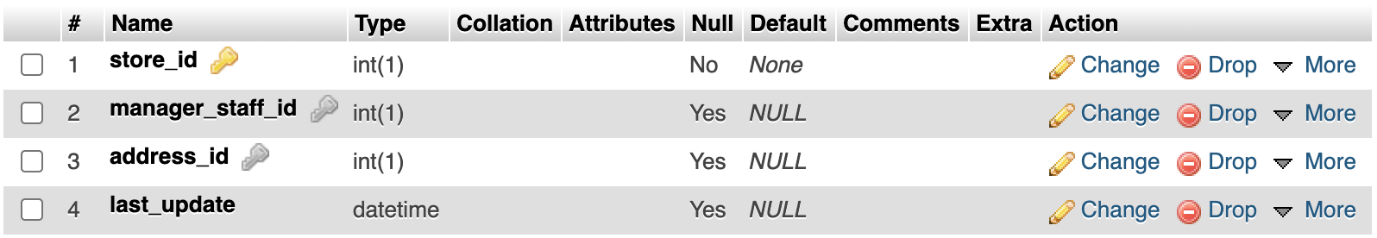 # Name Type Collation Attributes Null Default Comments Extra Action
1 store_id int(1) No None Change Drop More
2 manager_staff_id int(1) Yes NULL Change Drop More
3 address_id int(1) Yes NULL Change Drop More
4 last_update datetime Yes NULL Change Drop More